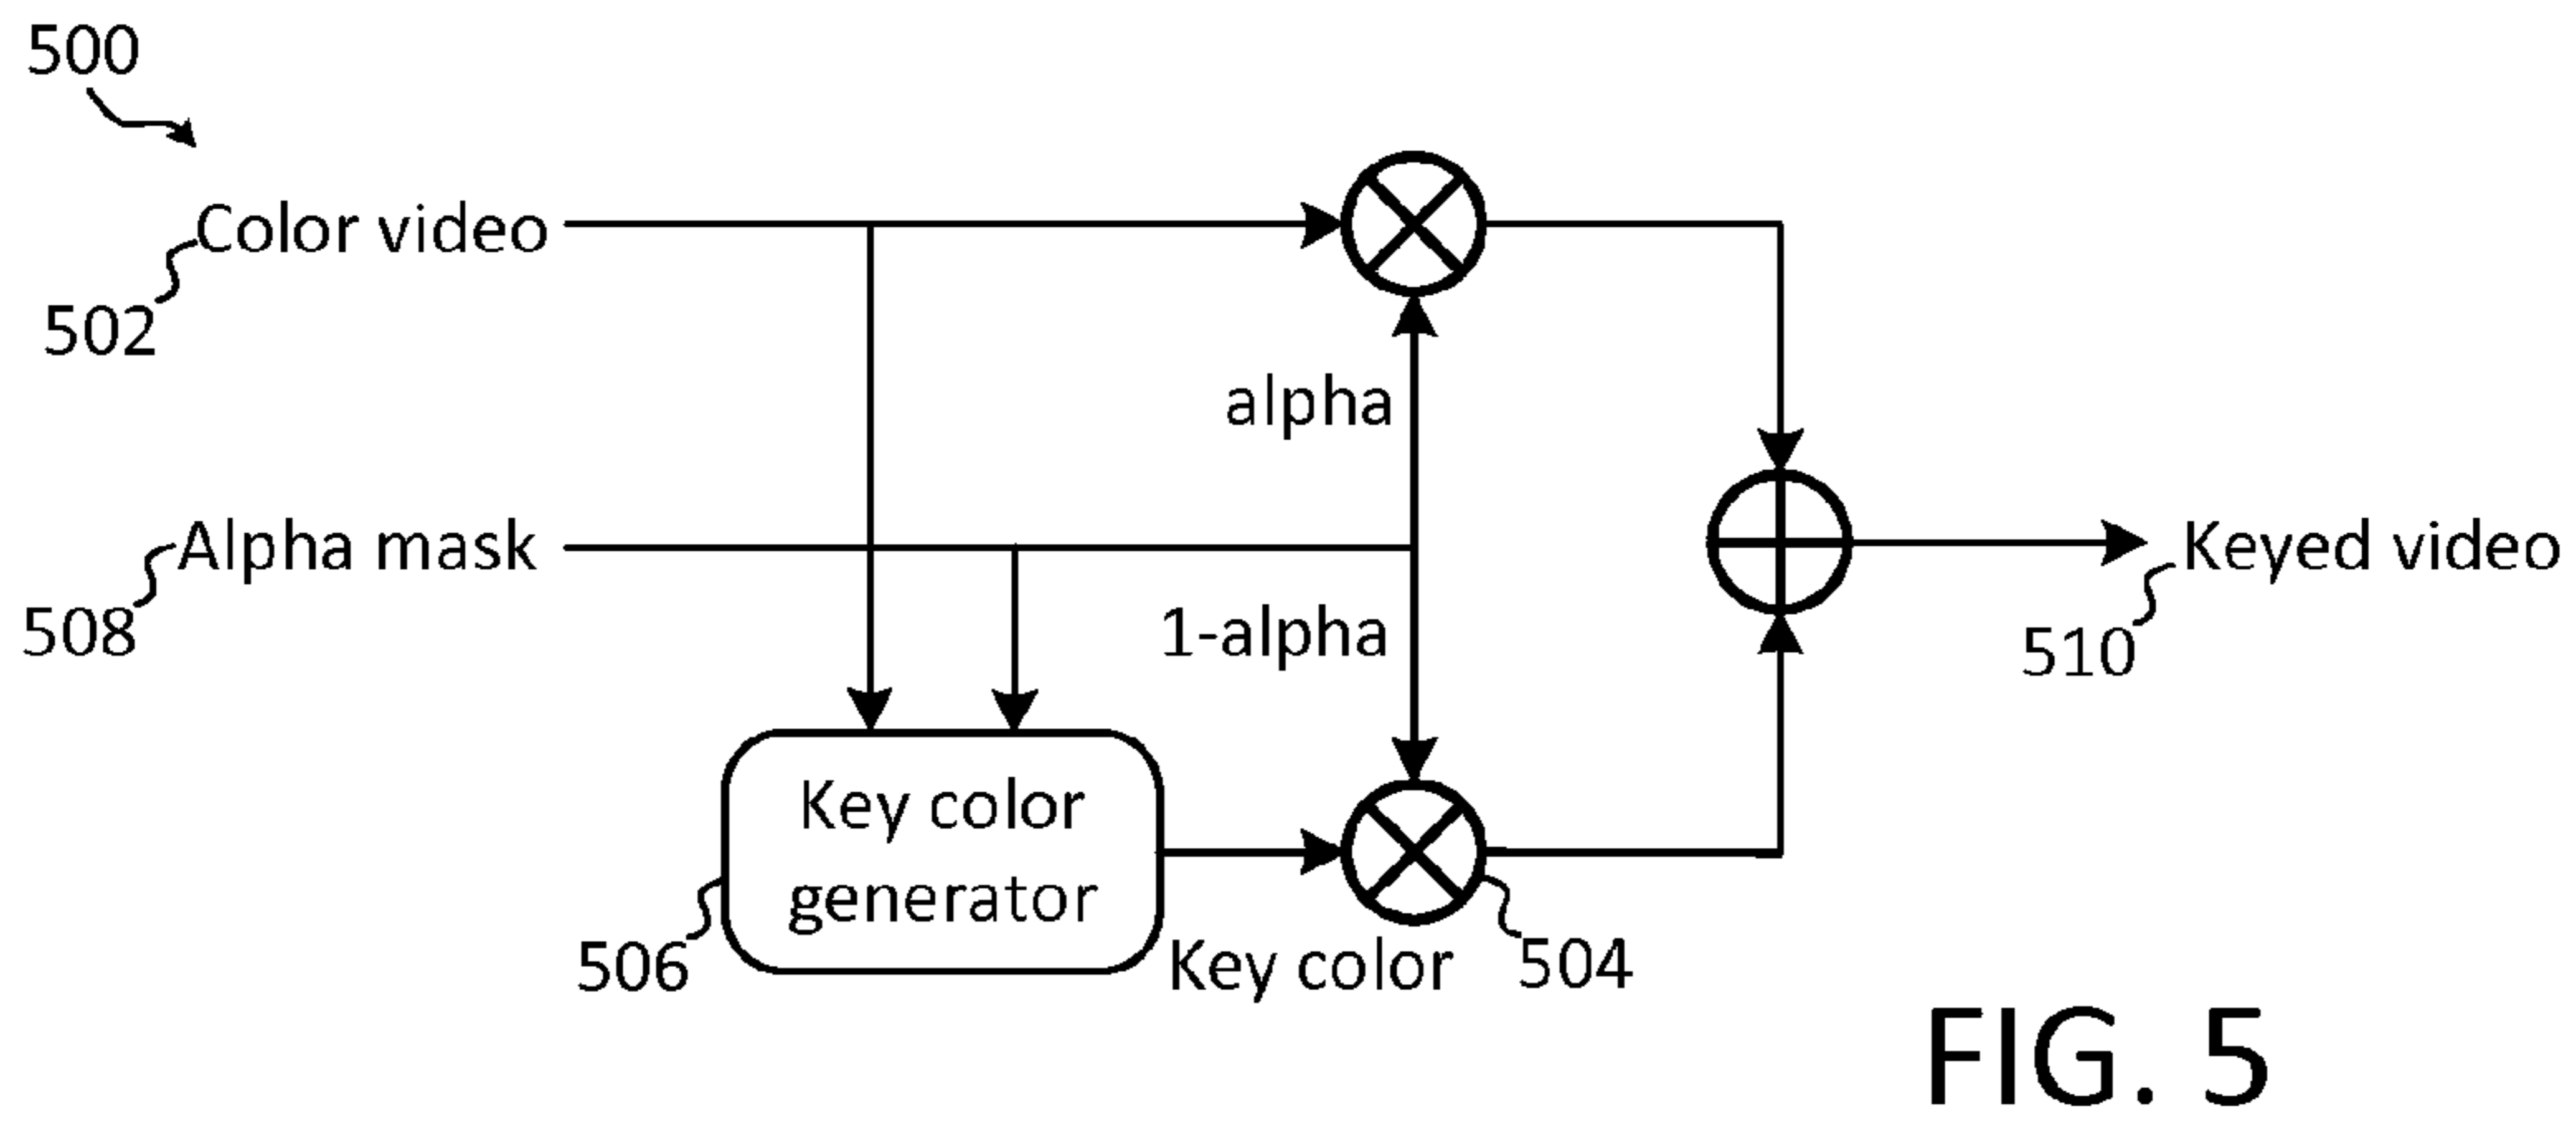 500
Color video
502
alpha
Alpha mask
508
1-alpha
Keyed video
510
Key color
generator
506
Key color
504
FIG. 5